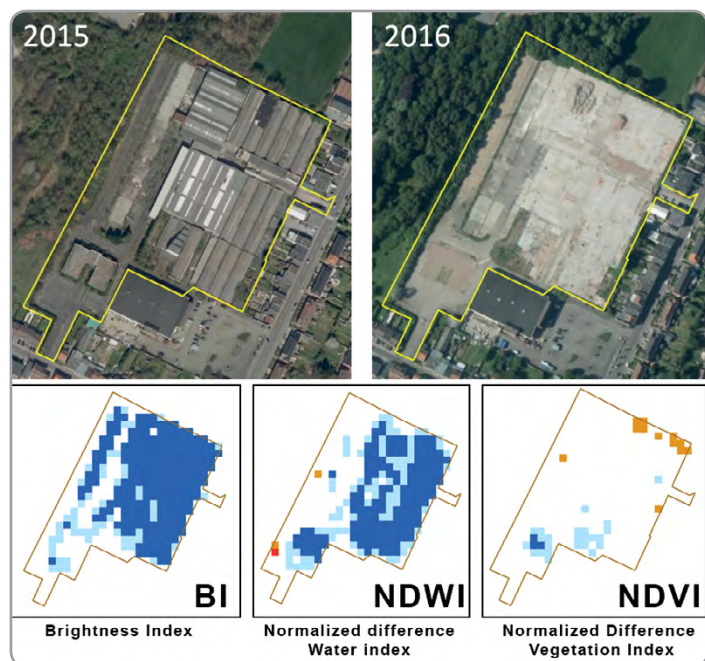 2015
2016
BI
NDWI
NDVI
Brightness Index
Normalized difference
Water index
Normalized Difference
Vegetation Index